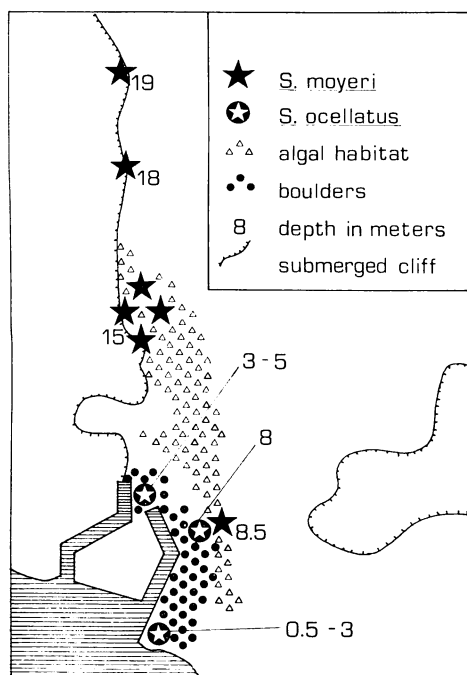 19
18
15
3 - 5
8
8.5
0.5 - 3
S. moyeri
S. ocellatus
algal habitat
boulders
8 depth in meters
submerged cliff